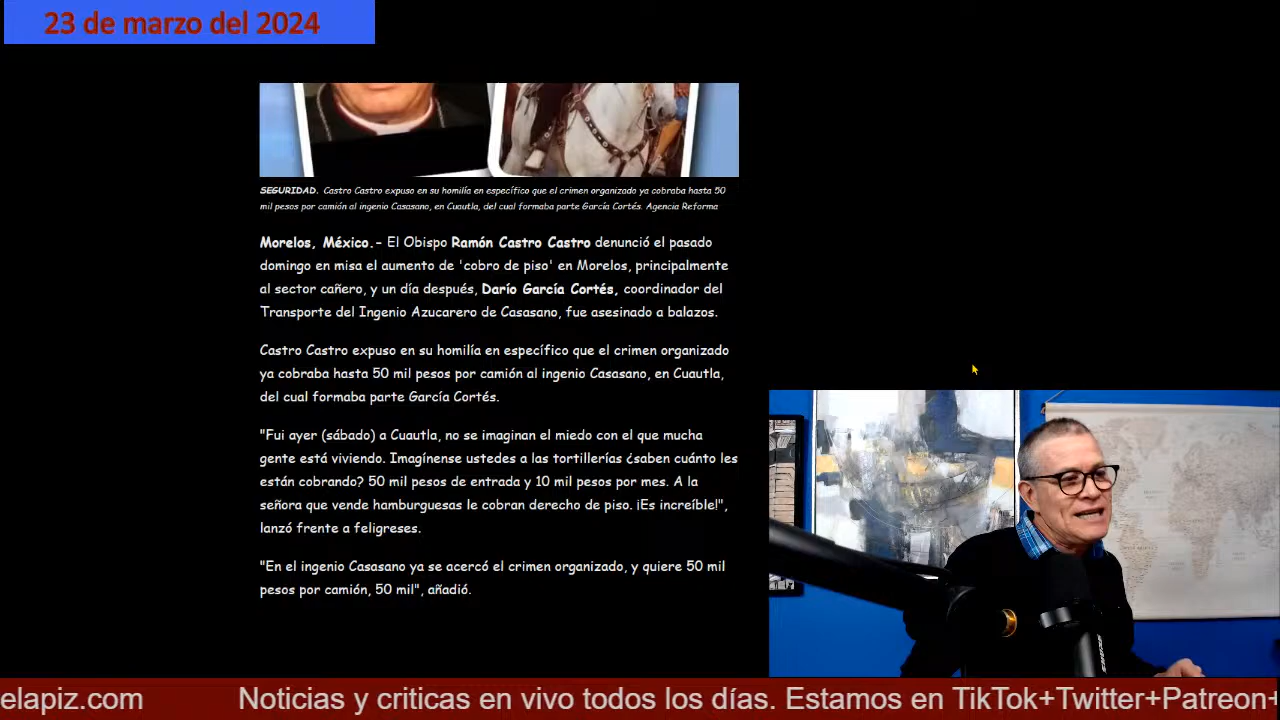 23 de marzo del 2024
SEGURIDAD. Castro Castro expuso en su homilía en específico que el crimen organizado ya cobraba hasta 50
mil pesos por camión al ingenio Casasano, en Cuautla, del cual formaba parte García Cortés. Agencia Reforma
Morelos, México.- El Obispo Ramón Castro Castro denunció el pasado
domingo en misa el aumento de 'cobro de piso' en Morelos, principalmente
al sector cañero, y un día después, Darío García Cortés, coordinador del
Transporte del Ingenio Azucarero de Casasano, fue asesinado a balazos.
Castro Castro expuso en su homilía en específico que el crimen organizado
ya cobraba hasta 50 mil pesos por camión al ingenio Casasano, en Cuautla,
del cual formaba parte García Cortés.
"Fui ayer (sábado) a Cuautla, no se imaginan el miedo con el que mucha
gente está viviendo. Imagínense ustedes a las tortillerías ¿saben cuánto les
están cobrando? 50 mil pesos de entrada y 10 mil pesos por mes. A la
señora que vende hamburguesas le cobran derecho de piso. ¡Es increíble!",
lanzó frente a feligreses.
"En el ingenio Casasano ya se acercó el crimen organizado, y quiere 50 mil
pesos por camión, 50 mil", añadió.
elapiz.com Noticias y criticas en vivo todos los días. Estamos en TikTok+Twitter+Patreon+